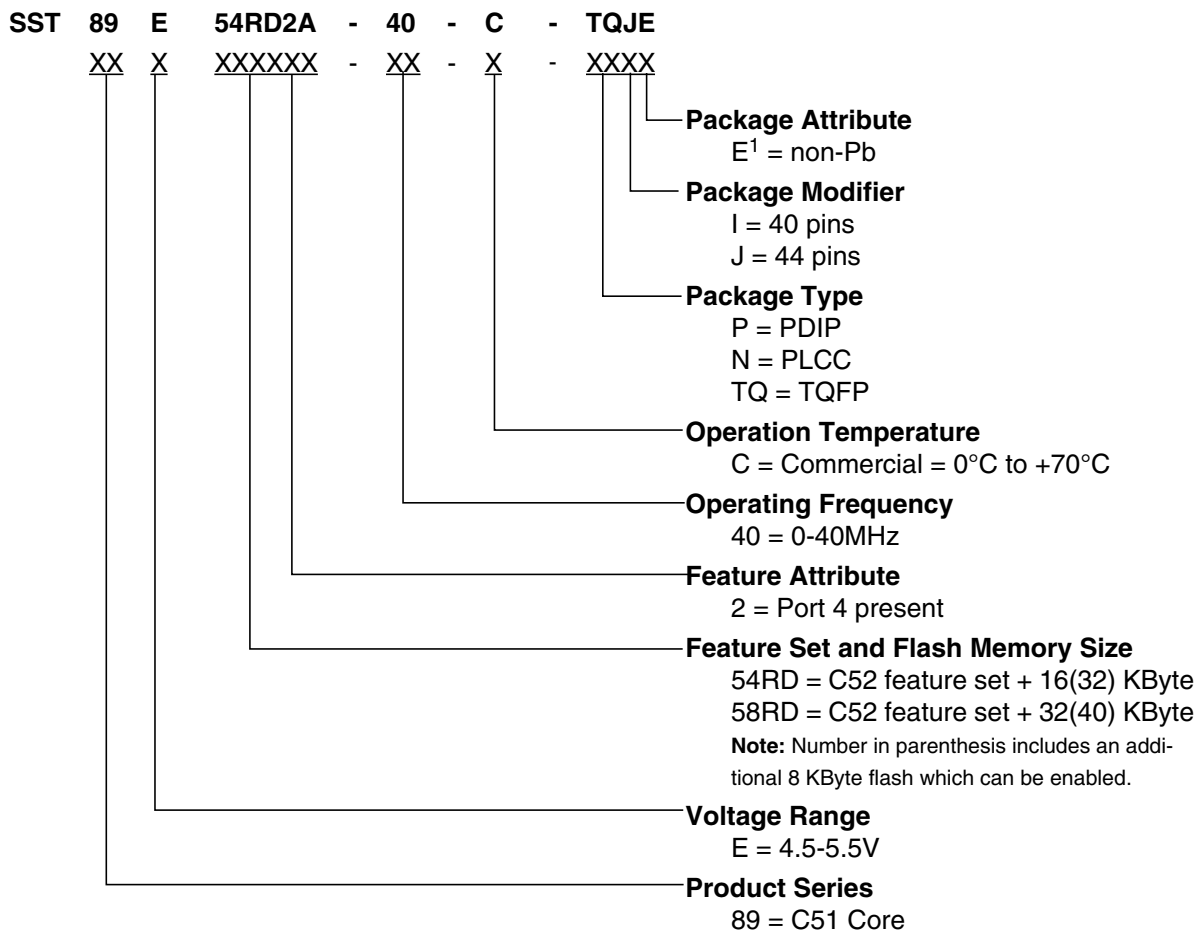 SST 89 E 54RD2A - 40 - C - TQJE
XX X XXXXXX - XX - X - XXXX
Package Attribute
E¹ = non-Pb
Package Modifier
I = 40 pins
J = 44 pins
Package Type
P = PDIP
N = PLCC
TQ = TQFP
Operation Temperature
C = Commercial = 0°C to +70°C
Operating Frequency
40 = 0-40MHz
Feature Attribute
2 = Port 4 present
Feature Set and Flash Memory Size
54RD = C52 feature set + 16(32) KByte
58RD = C52 feature set + 32(40) KByte
Note: Number in parenthesis includes an addi-
tional 8 KByte flash which can be enabled.
Voltage Range
E = 4.5-5.5V
Product Series
89 = C51 Core